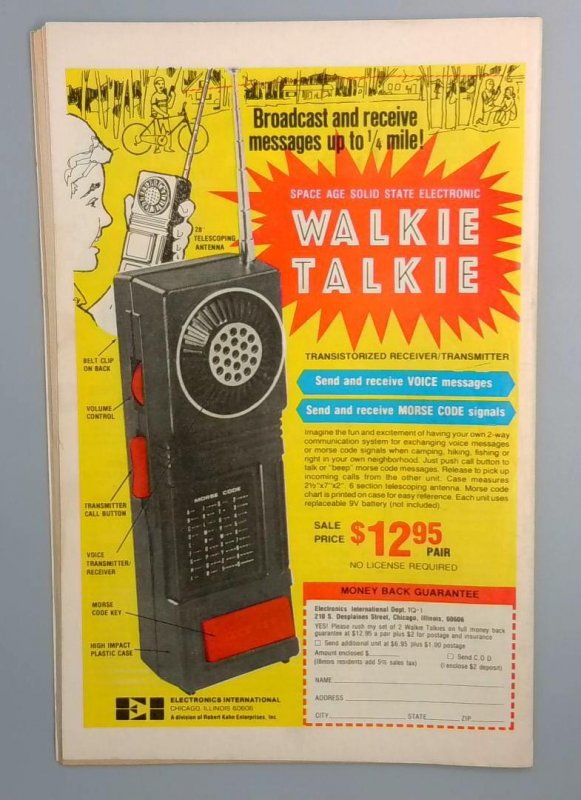 Broadcast and receive
messages up to 1/4 mile!
SPACE AGE SOLID STATE ELECTRONIC
WALKIE
TALKIE
28"
TELESCOPING
ANTENNA
TRANSISTORIZED RECEIVER/TRANSMITTER
Send and receive VOICE messages
Send and receive MORSE CODE signals
Imagine the fun and excitement of having your own 2-way
communication system for exchanging voice messages
or morse code signals when camping, hiking, fishing or
right in your own neighborhood. Just push call button to
talk or "beep" morse code messages. Release to pick up
incoming calls from the other unit. Case measures
2½"x7"x2". 6 section telescoping antenna. Morse code
chart is printed on case for easy reference. Each unit uses
replaceable 9V battery (not included).
BELT CLIP
ON BACK
VOLUME
CONTROL
TRANSMITTER
CALL BUTTON
VOICE
TRANSMITTER/
RECEIVER
MORSE
CODE KEY
HIGH IMPACT
PLASTIC CASE
MORSE CODE
SALE
PRICE $12.95
PAIR
NO LICENSE REQUIRED
MONEY BACK GUARANTEE
Electronics International Dept. TQ-1
210 S. Desplaines Street, Chicago, Illinois, 60606
YES! Please rush my set of 2 Walkie Talkies on full money back
guarantee at $12.95 a pair plus $2 for postage and insurance
Send additional unit at $6.95 plus $1.00 postage
Amount enclosed $ Send C.O.D
(Illinois residents add 5% sales tax) (I enclose $2 deposit)
NAME
ADDRESS
CITY STATE ZIP
ELECTRONICS INTERNATIONAL
CHICAGO, ILLINOIS 60606
A division of Robert Kahn Enterprises, Inc.